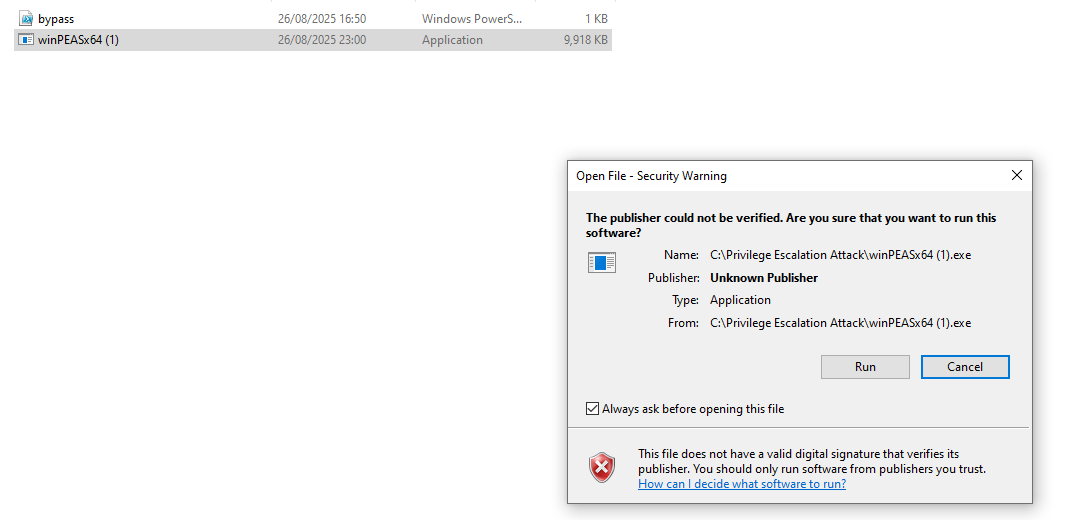 bypass 26/08/2025 16:50 Windows PowerS... 1 KB
winPEASx64 (1) 26/08/2025 23:00 Application 9,918 KB
Open File - Security Warning
The publisher could not be verified. Are you sure that you want to run this
software?
Name: C:\Privilege Escalation Attack\winPEASx64 (1).exe
Publisher: Unknown Publisher
Type: Application
From: C:\Privilege Escalation Attack\winPEASx64 (1).exe
Run Cancel
Always ask before opening this file
This file does not have a valid digital signature that verifies its
publisher. You should only run software from publishers you trust.
How can I decide what software to run?